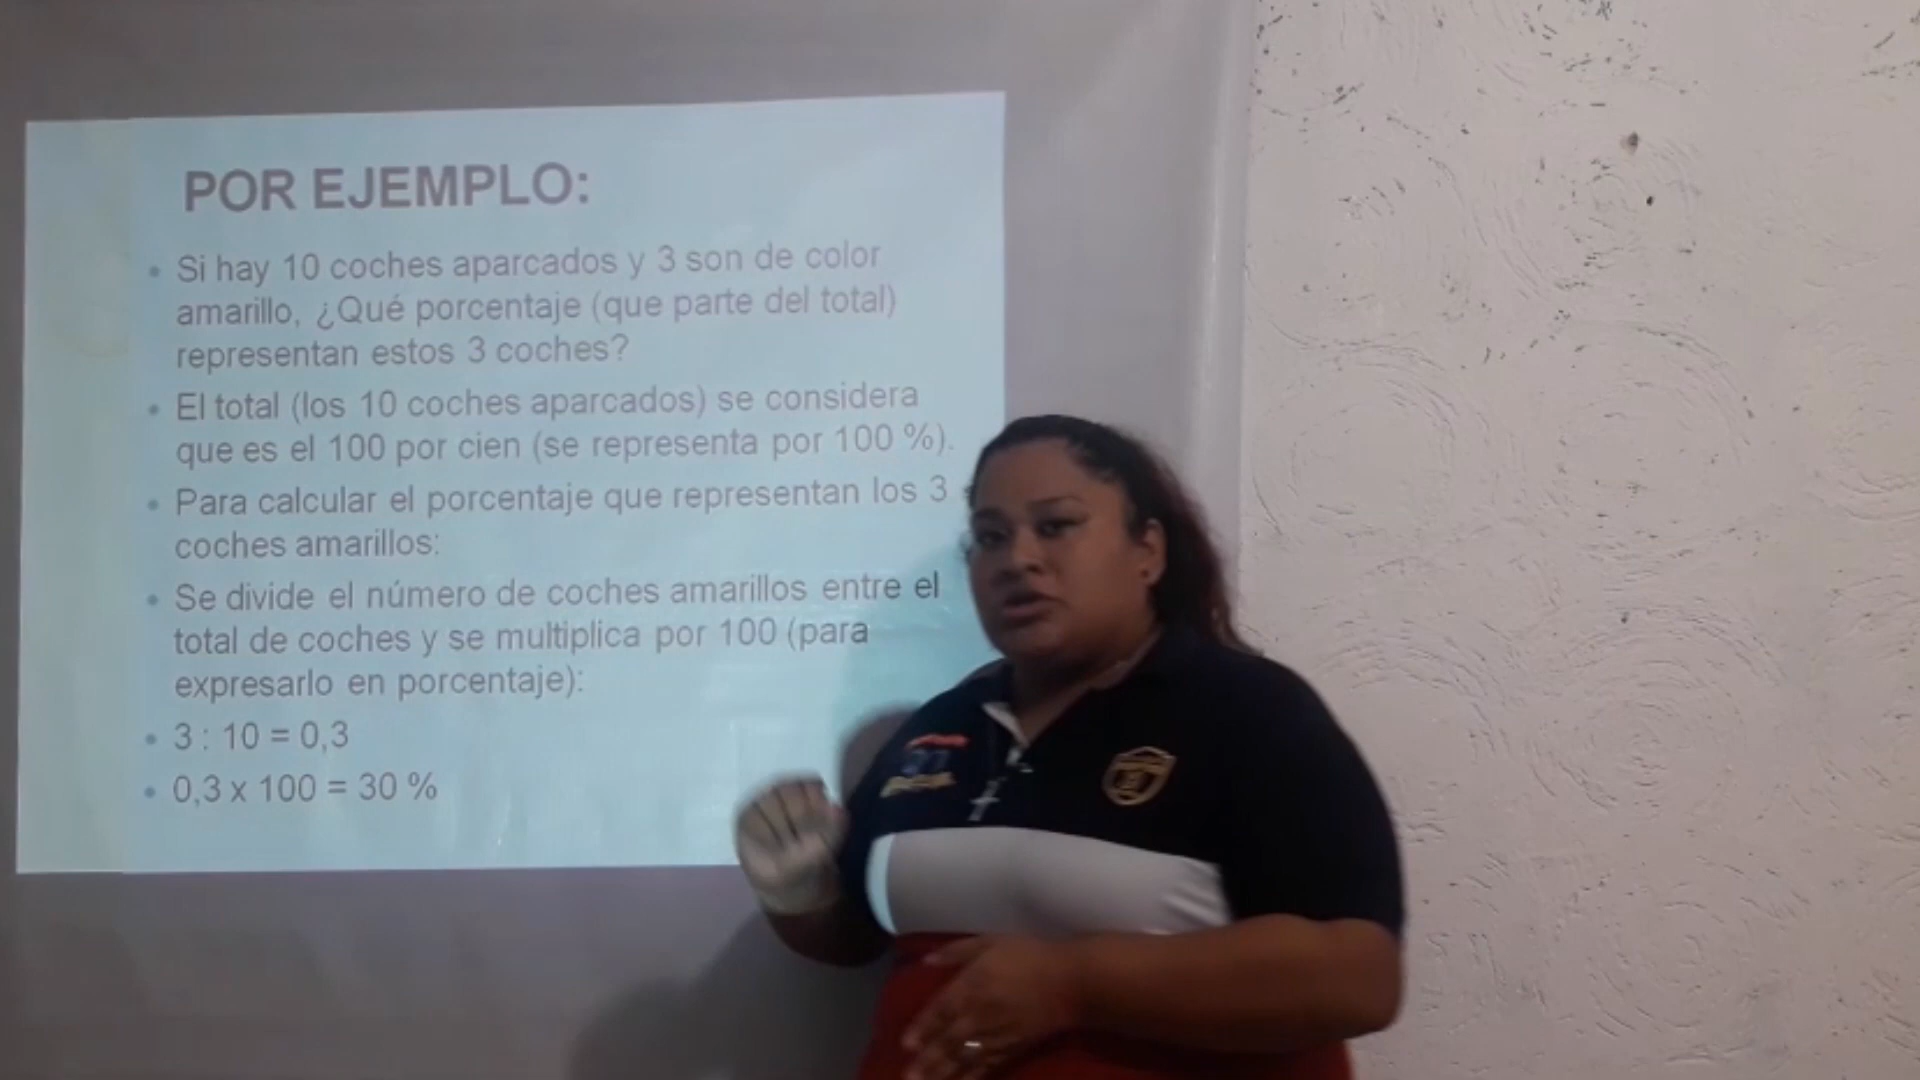 POR EJEMPLO:
• Si hay 10 coches aparcados y 3 son de color
amarillo, ¿Qué porcentaje (que parte del total)
representan estos 3 coches?
• El total (los 10 coches aparcados) se considera
que es el 100 por cien (se representa por 100 %).
• Para calcular el porcentaje que representan los 3
coches amarillos:
• Se divide el número de coches amarillos entre el
total de coches y se multiplica por 100 (para
expresarlo en porcentaje):
• 3 : 10 = 0,3
• 0,3 x 100 = 30 %